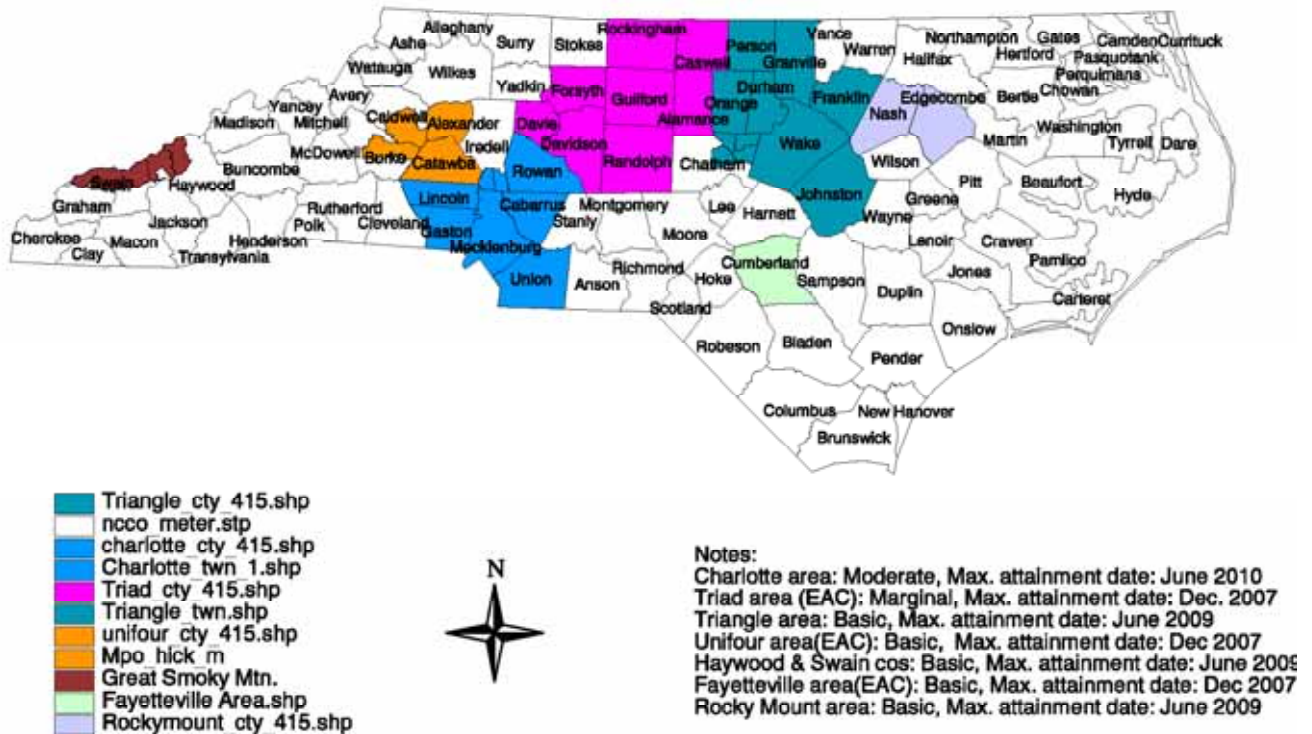 Alleghany
Ashe
Surry
Stokes
Rockingham
Caswell
Person
Granville
Vance
Warren
Northampton
Gates
Camden
Currituck
Hertford
Pasquotank
Halifax
Perquimans
Chowan
Bertie
Watauga
Wilkes
Yadkin
Forsyth
Guilford
Alamance
Orange
Durham
Franklin
Nash
Edgecombe
Martin
Washington
Tyrrell
Dare
Avery
Yancey
Mitchell
Madison
Caldwell
Alexander
Iredell
Davie
Davidson
Randolph
Chatham
Wake
Wilson
Pitt
Beaufort
Hyde
McDowell
Burke
Catawba
Rowan
Buncombe
Swain
Haywood
Graham
Jackson
Cherokee
Clay
Macon
Transylvania
Henderson
Polk
Rutherford
Cleveland
Lincoln
Gaston
Mecklenburg
Cabarrus
Stanly
Montgomery
Moore
Lee
Harnett
Johnston
Wayne
Greene
Lenoir
Craven
Pamlico
Jones
Carteret
Union
Anson
Richmond
Scotland
Hoke
Cumberland
Sampson
Duplin
Onslow
Robeson
Bladen
Pender
Columbus
New Hanover
Brunswick
Triangle_cty_415.shp
ncco_meter.stp
charlotte_cty_415.shp
Charlotte_twn_1.shp
Triad_cty_415.shp
Triangle_twn.shp
unifour_cty_415.shp
Mpo_hick_m
Great Smoky Mtn.
Fayetteville Area.shp
Rockymount_cty_415.shp
N
Notes:
Charlotte area: Moderate, Max. attainment date: June 2010
Triad area (EAC): Marginal, Max. attainment date: Dec. 2007
Triangle area: Basic, Max. attainment date: June 2009
Unifour area(EAC): Basic, Max. attainment date: Dec 2007
Haywood & Swain cos: Basic, Max. attainment date: June 2009
Fayetteville area(EAC): Basic, Max. attainment date: Dec 2007
Rocky Mount area: Basic, Max. attainment date: June 2009